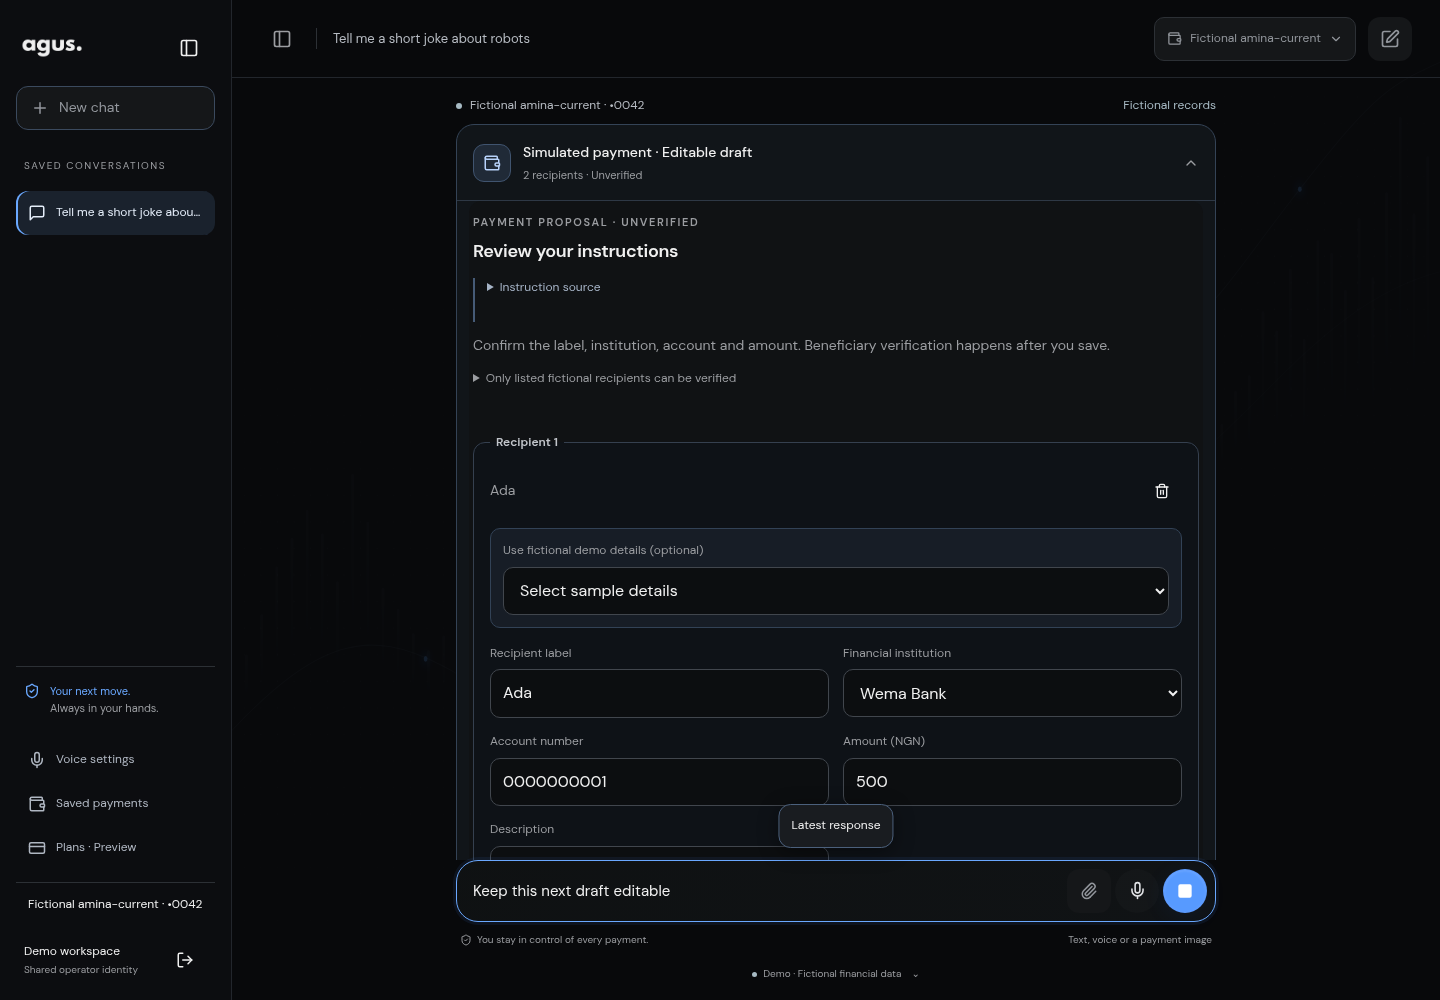 agus.
New chat
SAVED CONVERSATIONS
Tell me a short joke abou...
Your next move.
Always in your hands.
Voice settings
Saved payments
Plans · Preview
Fictional amina-current · •0042
Demo workspace
Shared operator identity
Tell me a short joke about robots
Fictional amina-current
Fictional amina-current · •0042
Fictional records
Simulated payment · Editable draft
2 recipients · Unverified
PAYMENT PROPOSAL · UNVERIFIED
Review your instructions
Instruction source
Confirm the label, institution, account and amount. Beneficiary verification happens after you save.
Only listed fictional recipients can be verified
Recipient 1
Ada
Use fictional demo details (optional)
Select sample details
Recipient label
Financial institution
Ada
Wema Bank
Account number
Amount (NGN)
0000000001
500
Latest response
Description
Keep this next draft editable
You stay in control of every payment.
Text, voice or a payment image
Demo · Fictional financial data